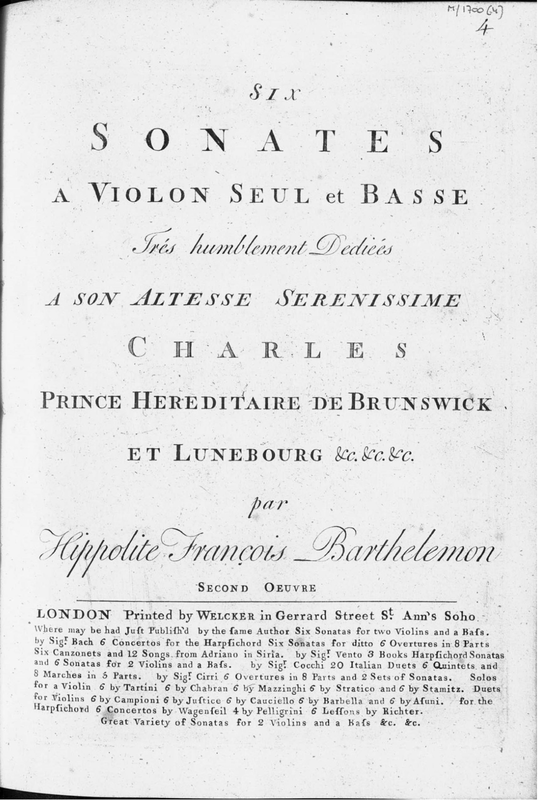 M/1700(4)
4
SIX
SONATES
A VIOLON SEUL et BASSE
Trés humblement Dediées
A SON ALTESSE SERENISSIME
CHARLES
PRINCE HEREDITAIRE DE BRUNSWICK
ET LUNEBOURG &c. &c. &c.
par
Hippolite François Barthelemon
SECOND OEUVRE
LONDON Printed by WELCKER in Gerrard Street St. Ann's Soho
Where may be had Juſt Publiſh'd by the ſame Author Six Sonatas for two Violins and a Baſs.
by Sigr. Bach 6 Concertos for the Harpſichord Six Sonatas for ditto 6 Overtures in 8 Parts
Six Canzonets and 12 Songs from Adriano in Siria. by Sigr. Vento 3 Books Harpſichord Sonatas
and 6 Sonatas for 2 Violins and a Baſs. by Sigr. Cocchi 20 Italian Duets 6 Quintets and
8 Marches in 5 Parts. by Sigr. Cirri 6 Overtures in 8 Parts and 2 Sets of Sonatas. Solos
for a Violin 6 by Tartini 6 by Chabran 6 by Mazzinghi 6 by Stratico and 6 by Stamitz. Duets
for Violins 6 by Campioni 6 by Juſtice 6 by Cauciello 6 by Barbella and 6 by Aſuni. for the
Harpſichord 6 Concertos by Wagenſeil 4 by Pelligrini 6 Leſſons by Richter.
Great Variety of Sonatas for 2 Violins and a Baſs &c. &c.